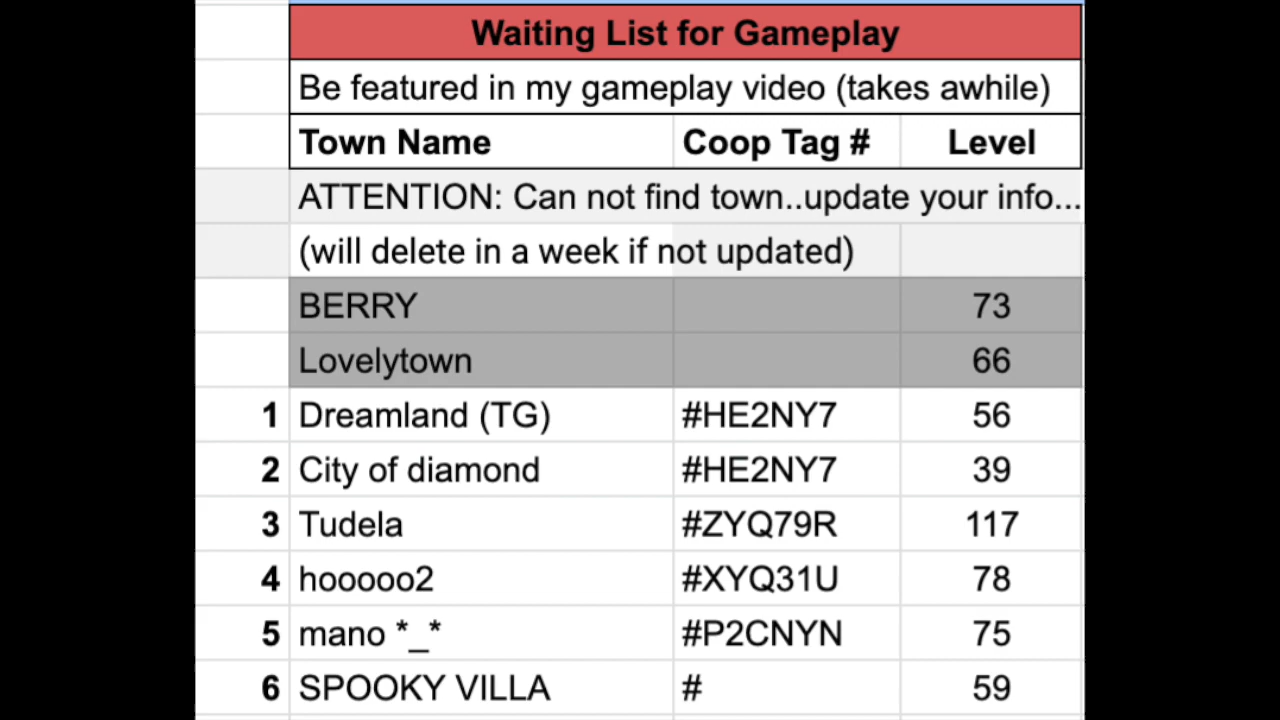 Waiting List for Gameplay
Be featured in my gameplay video (takes awhile)
Town Name Coop Tag # Level
ATTENTION: Can not find town..update your info...
(will delete in a week if not updated)
BERRY 73
Lovelytown 66
1 Dreamland (TG) #HE2NY7 56
2 City of diamond #HE2NY7 39
3 Tudela #ZYQ79R 117
4 hooooo2 #XYQ31U 78
5 mano *_* #P2CNYN 75
6 SPOOKY VILLA # 59